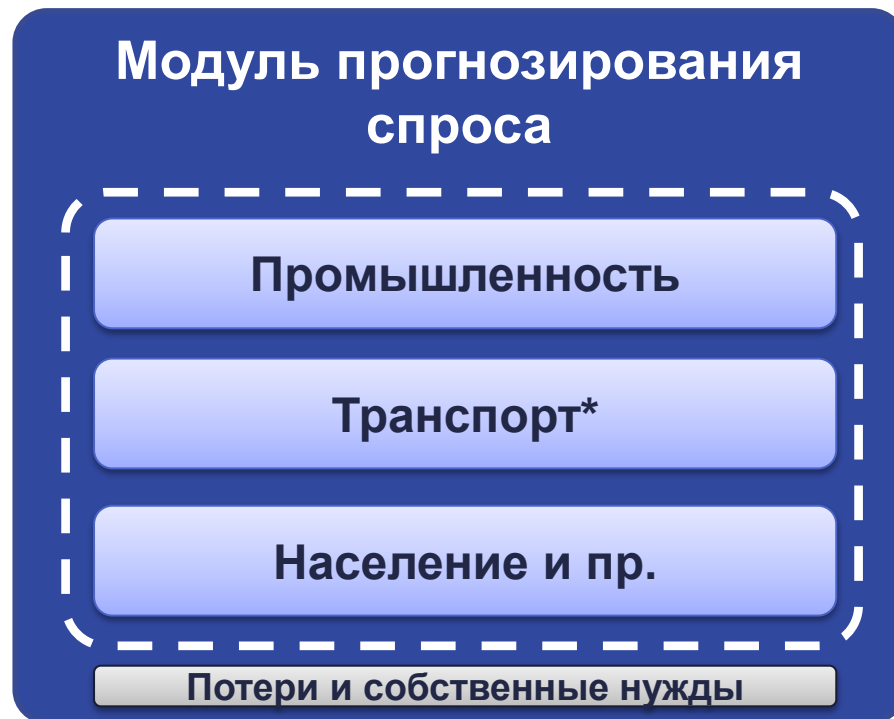 Модуль прогнозирования
спроса
Промышленность
Транспорт*
Население и пр.
Потери и собственные нужды